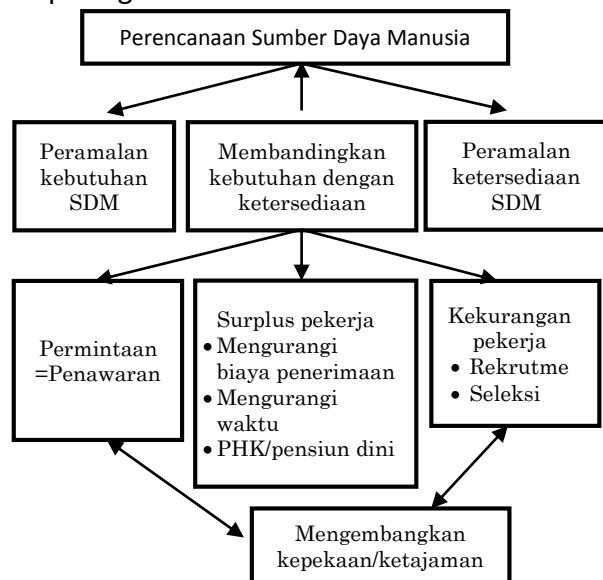 Perencanaan Sumber Daya Manusia
Peramalan
kebutuhan
SDM
Membandingkan
kebutuhan dengan
ketersediaan
Peramalan
ketersediaan
SDM
Permintaan
=Penawaran
Surplus pekerja
• Mengurangi
biaya penerimaan
• Mengurangi
waktu
• PHK/pensiun dini
Kekurangan
pekerja
• Rekrutme
• Seleksi
Mengembangkan
kepekaan/ketajaman